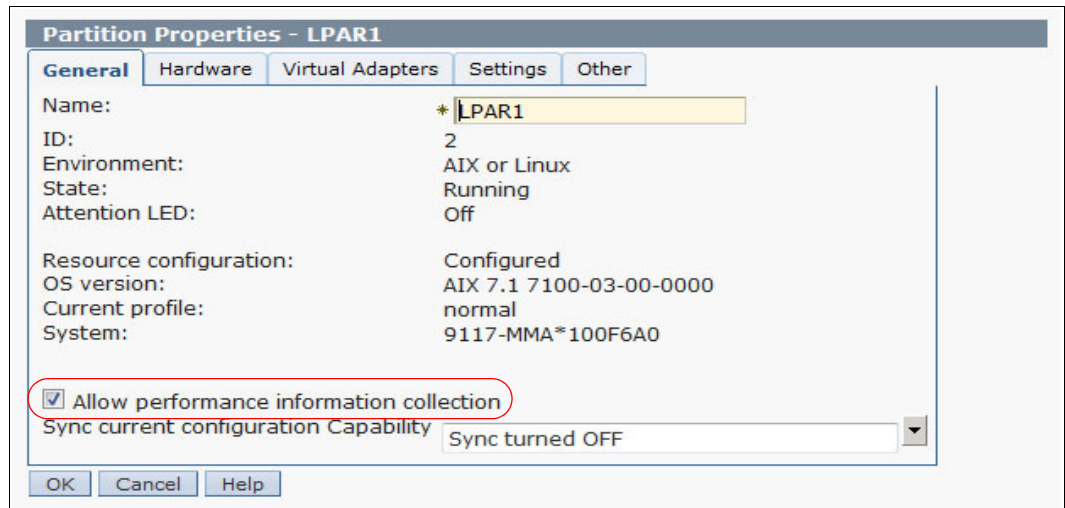 Partition Properties - LPAR1
General Hardware Virtual Adapters Settings Other
Name: * LPAR1
ID: 2
Environment: AIX or Linux
State: Running
Attention LED: Off
Resource configuration: Configured
OS version: AIX 7.1 7100-03-00-0000
Current profile: normal
System: 9117-MMA*100F6A0
Allow performance information collection
Sync current configuration Capability Sync turned OFF
OK Cancel Help